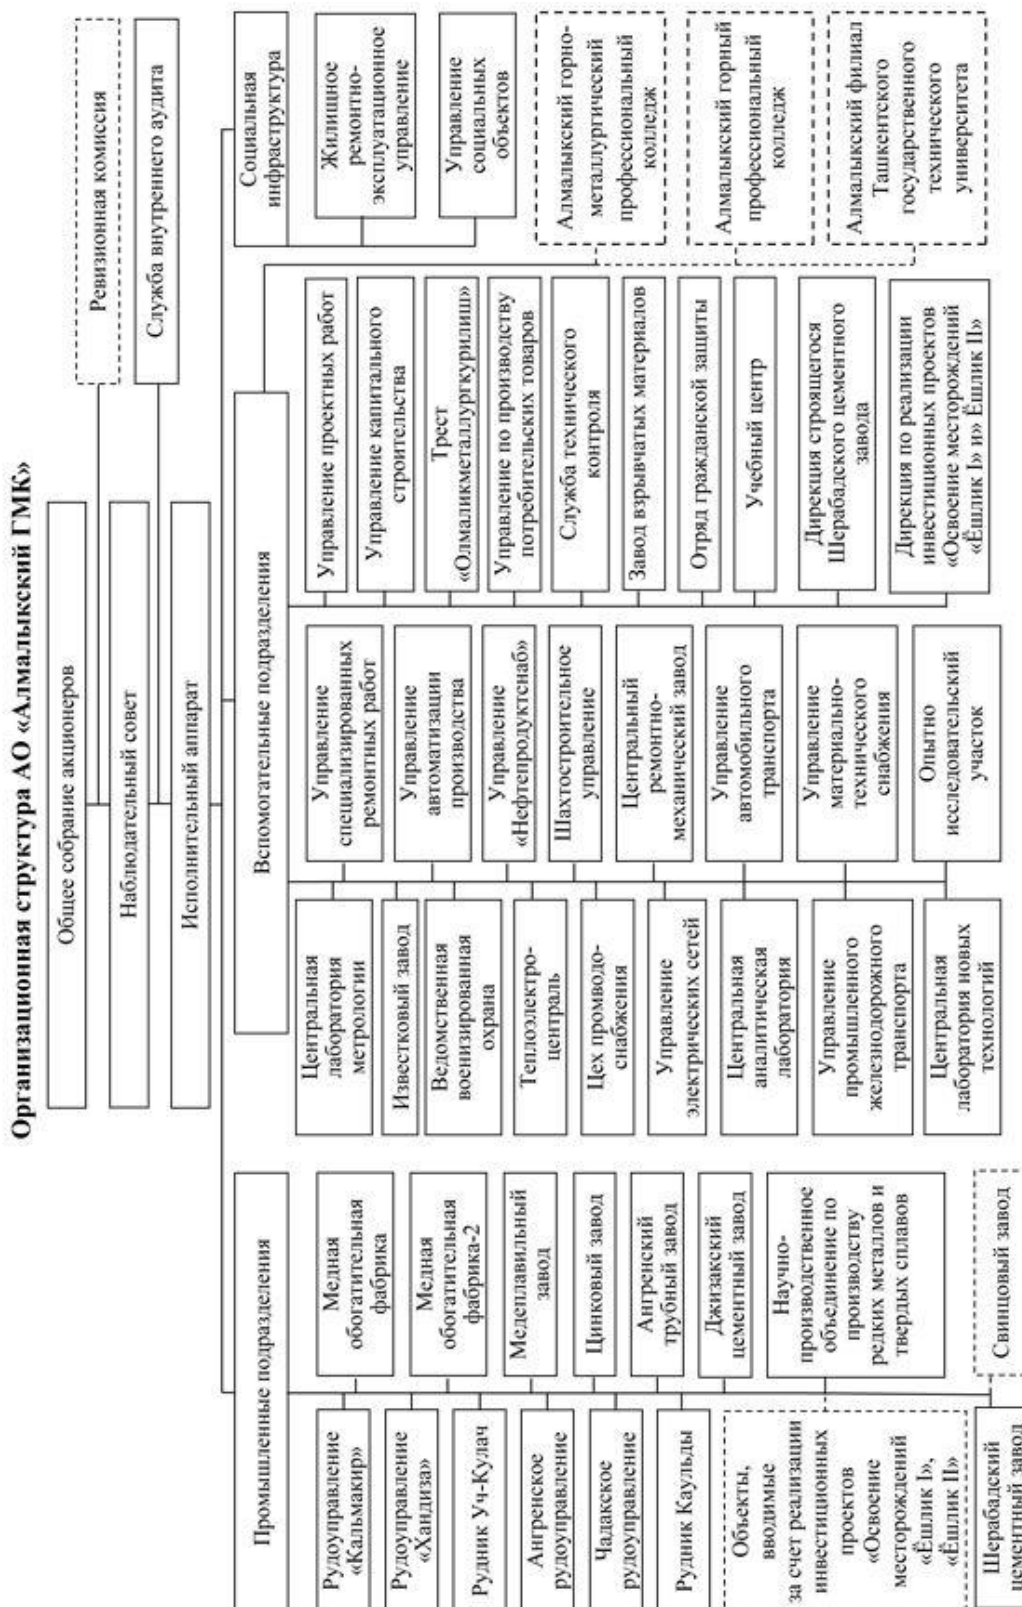 Организационная структура АО «Алмалыкский ГМК»
Общее собрание акционеров
Ревизионная комиссия
Наблюдательный совет
Служба внутреннего аудита
Исполнительный аппарат
Промышленные подразделения
Рудоуправление
«Кальмакир»
Рудоуправление
«Хандиза»
Рудник Уч-Кулач
Ангренское
рудоуправление
Чадакское
рудоуправление
Рудник Каульды
Объекты,
вводимые
за счет реализации
инвестиционных
проектов
«Освоение
месторождений
«Ёшлик I»,
«Ёшлик II»
Шерабадский
цементный завод
Медная
обогатительная
фабрика
Медная
обогатительная
фабрика-2
Медеплавильный
завод
Цинковый завод
Ангренский
трубный завод
Джизакский
цементный завод
Научно-
производственное
объединение по
производству
редких металлов и
твердых сплавов
Свинцовый завод
Вспомогательные подразделения
Центральная
лаборатория
метрологии
Известковый завод
Ведомственная
военизированная
охрана
Теплоэлектро-
централь
Цех промводо-
снабжения
Управление
электрических сетей
Центральная
аналитическая
лаборатория
Управление
промышленного
железнодорожного
транспорта
Центральная
лаборатория новых
технологий
Управление
специализированных
ремонтных работ
Управление
автоматизации
производства
Управление
«Нефтепродуктснаб»
Шахтостроительное
управление
Центральный
ремонтно-
механический завод
Управление
автомобильного
транспорта
Управление
материально-
технического
снабжения
Опытно
исследовательский
участок
Управление проектных работ
Управление капитального
строительства
Трест
«Олмаликметаллургкурилиш»
Управление по производству
потребительских товаров
Служба технического
контроля
Завод взрывчатых материалов
Отряд гражданской защиты
Учебный центр
Дирекция строящегося
Шерабадского цементного
завода
Дирекция по реализации
инвестиционных проектов
«Освоение месторождений
«Ёшлик I» и» Ёшлик II»
Социальная
инфраструктура
Жилищное
ремонтно-
эксплуатационное
управление
Управление
социальных
объектов
Алмалыкский горно-
металлургический
профессиональный
колледж
Алмалыкский горный
профессиональный
колледж
Алмалыкский филиал
Ташкентского
государственного
технического
университета